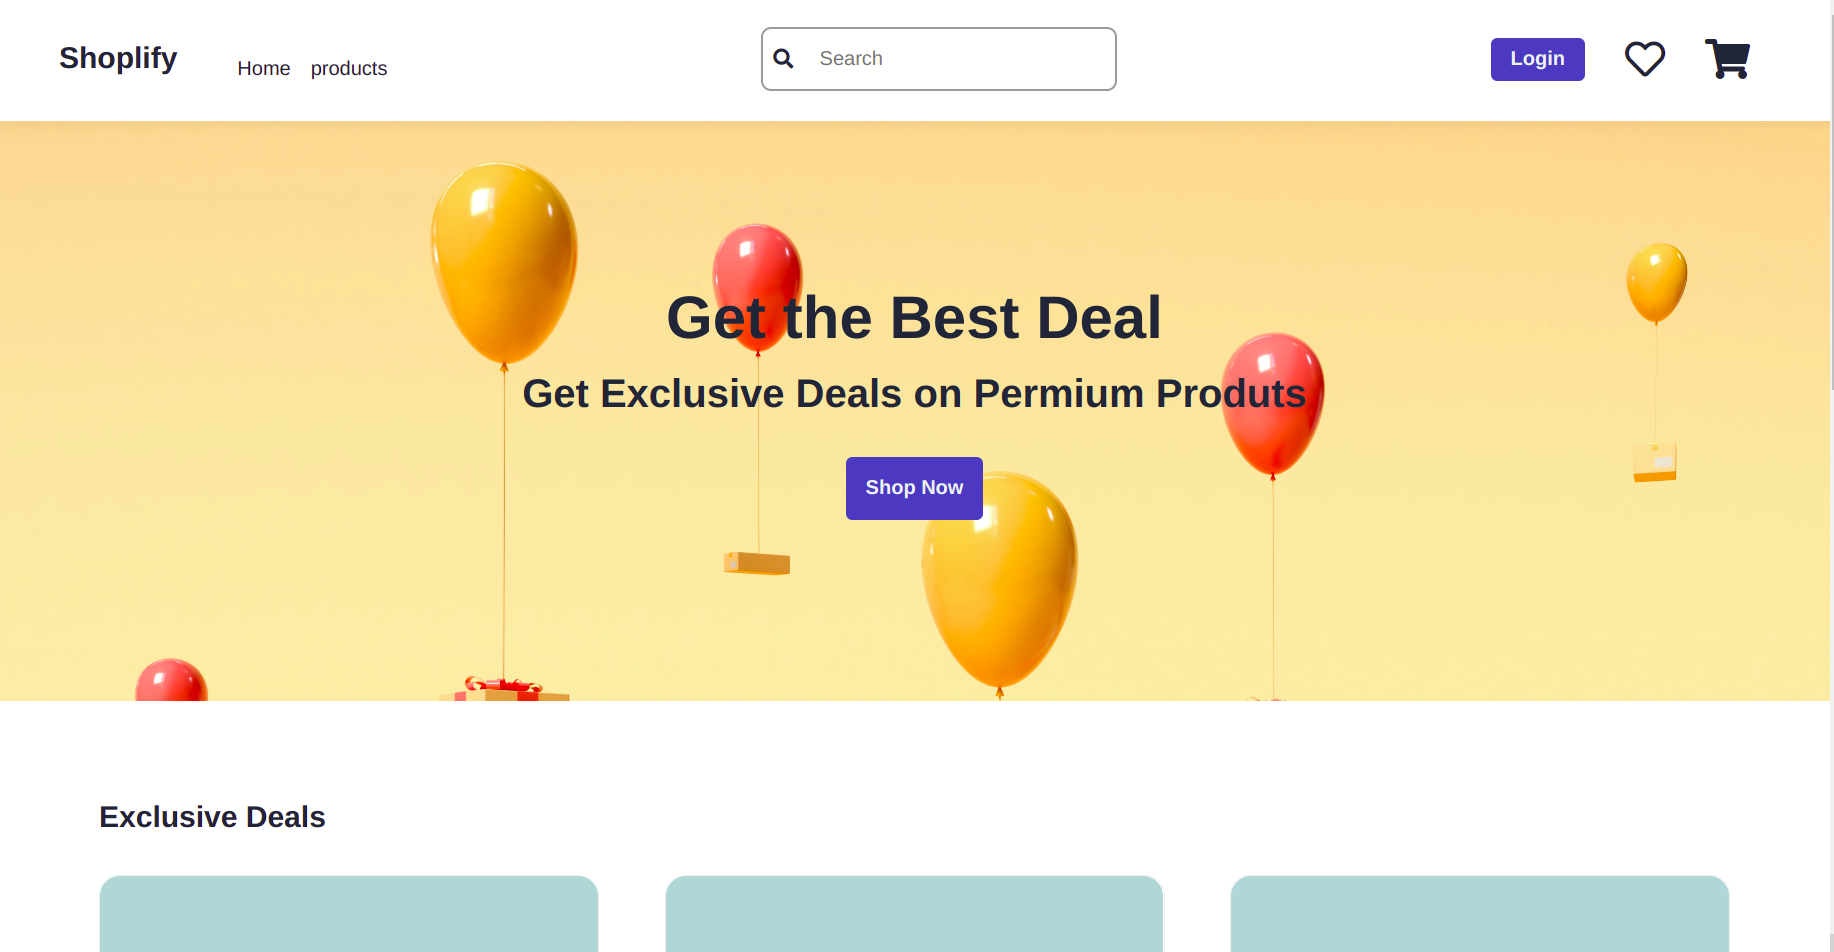 Shoplify
Home products
Search
Login
Get the Best Deal
Get Exclusive Deals on Permium Produts
Shop Now
Exclusive Deals